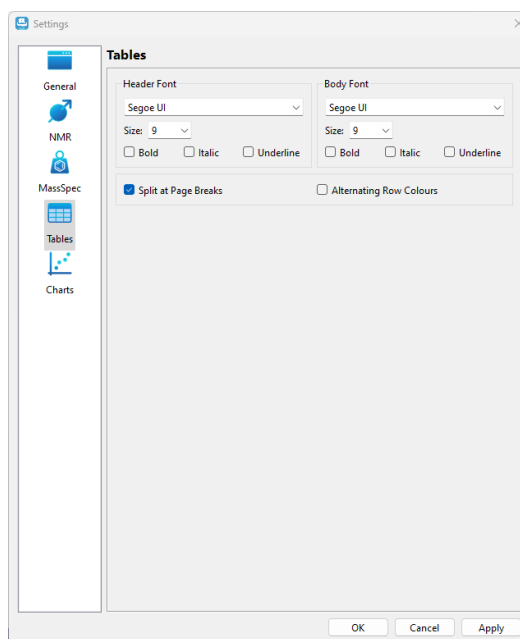 Settings
General
NMR
MassSpec
Tables
Charts
Tables
Header Font
Segoe UI
Size: 9
Bold Italic Underline
Body Font
Segoe UI
Size: 9
Bold Italic Underline
Split at Page Breaks
Alternating Row Colours
OK Cancel Apply